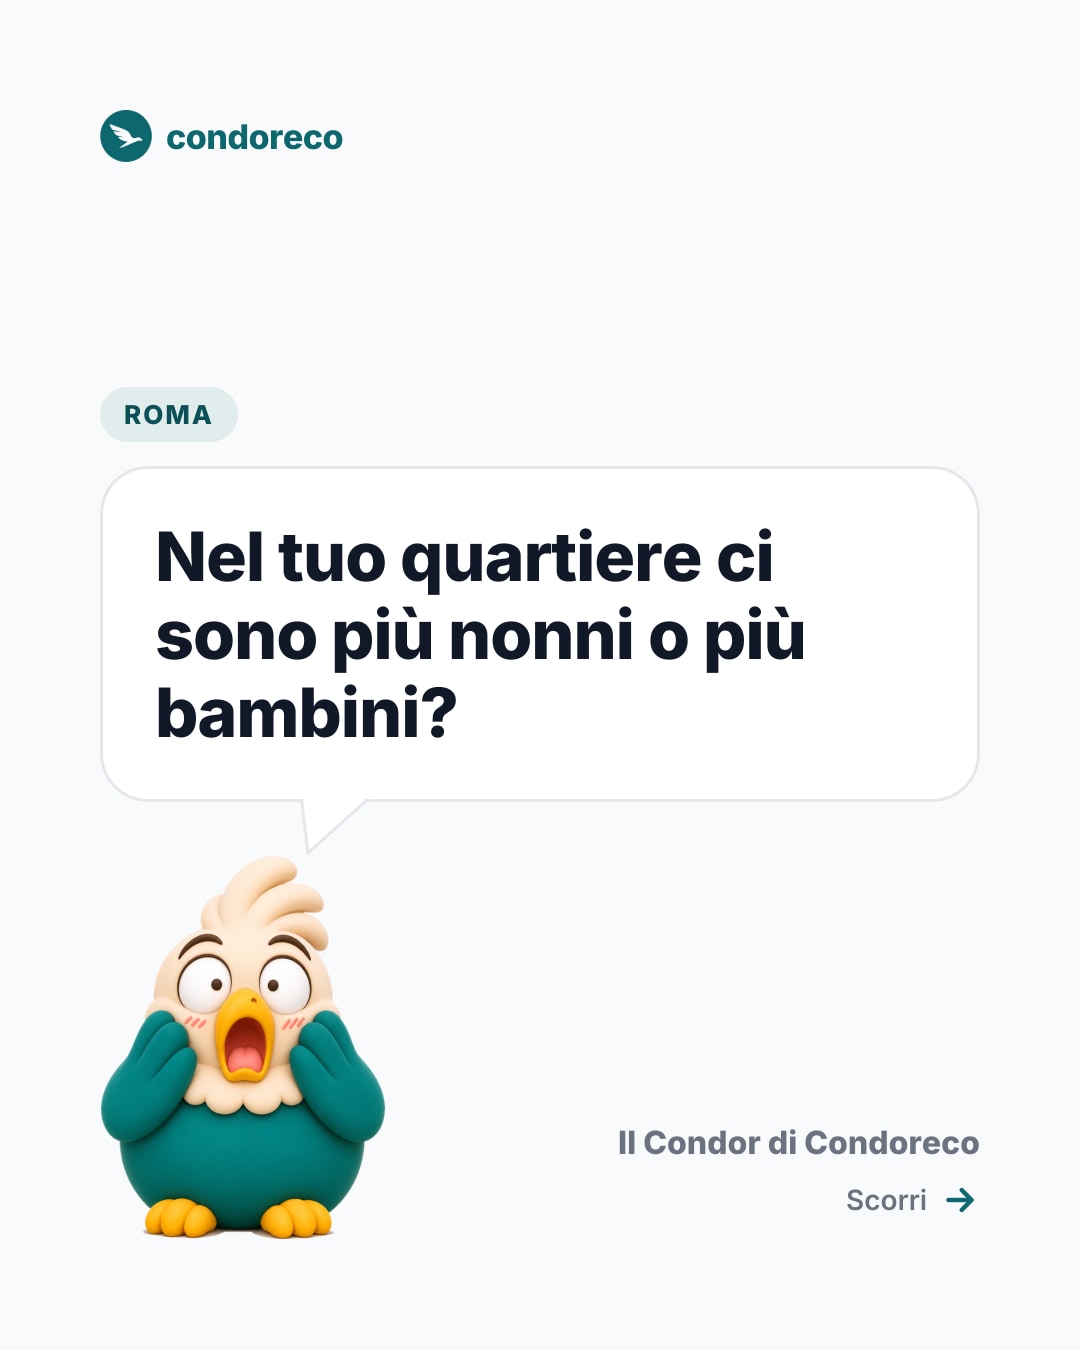 condoreco
ROMA
Nel tuo quartiere ci
sono più nonni o più
bambini?
Il Condor di Condoreco
Scorri